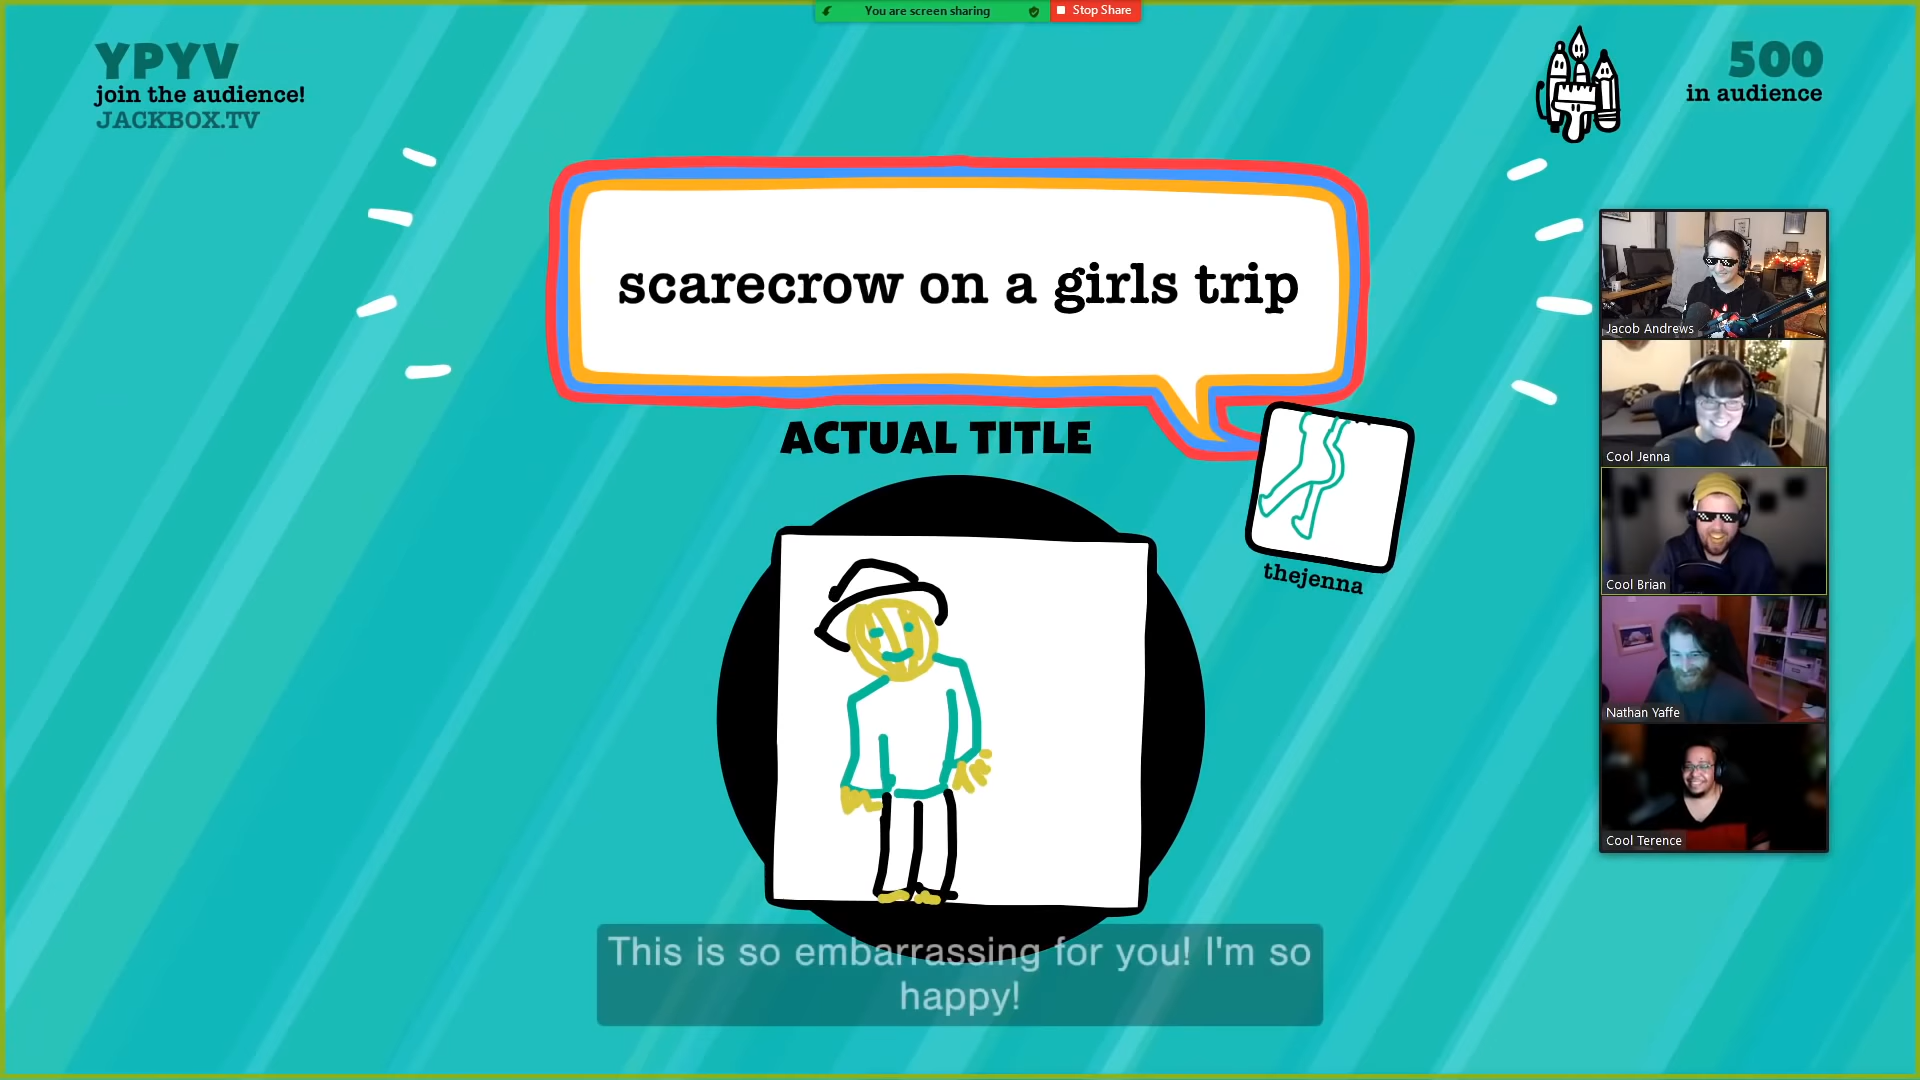 You are screen sharing
Stop Share
YPYV
join the audience!
JACKBOX.TV
500
in audience
scarecrow on a girls trip
ACTUAL TITLE
thejenna
Jacob Andrews
Cool Jenna
Cool Brian
Nathan Yaffe
Cool Terence
This is so embarrassing for you! I'm so
happy!